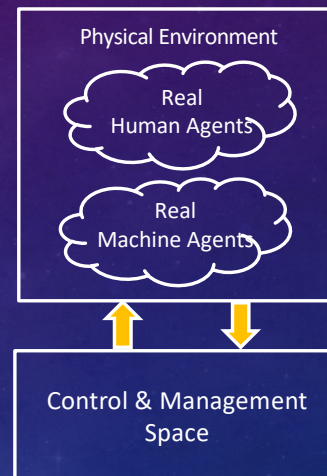 Physical Environment
Real
Human Agents
Real
Machine Agents
Control & Management
Space